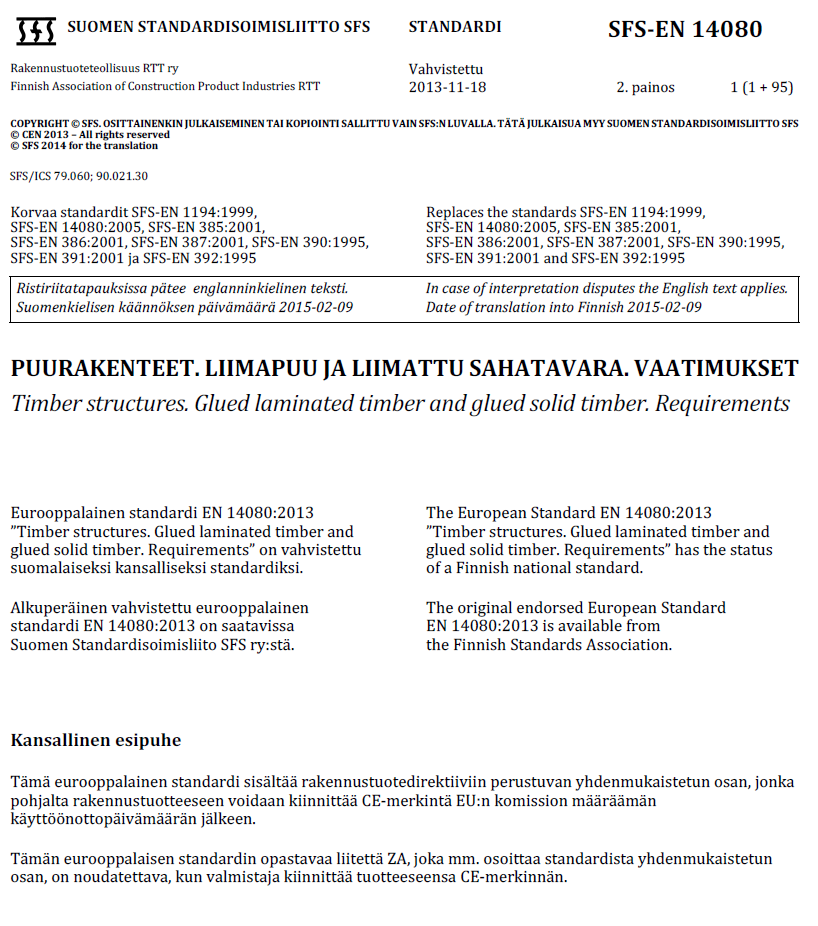 SFS SUOMEN STANDARDISOIMISLIITTO SFS STANDARDI SFS-EN 14080
Rakennustuoteteollisuus RTT ry Vahvistettu
Finnish Association of Construction Product Industries RTT 2013-11-18 2. painos 1 (1 + 95)
COPYRIGHT © SFS. OSITTAINENKIN JULKAISEMINEN TAI KOPIOINTI SALLITTU VAIN SFS:N LUVALLA. TÄTÄ JULKAISUA MYY SUOMEN STANDARDISOIMISLIITTO SFS
© CEN 2013 – All rights reserved
© SFS 2014 for the translation
SFS/ICS 79.060; 90.021.30
Korvaa standardit SFS-EN 1194:1999,
SFS-EN 14080:2005, SFS-EN 385:2001,
SFS-EN 386:2001, SFS-EN 387:2001, SFS-EN 390:1995,
SFS-EN 391:2001 ja SFS-EN 392:1995
Replaces the standards SFS-EN 1194:1999,
SFS-EN 14080:2005, SFS-EN 385:2001,
SFS-EN 386:2001, SFS-EN 387:2001, SFS-EN 390:1995,
SFS-EN 391:2001 and SFS-EN 392:1995
Ristiriitatapauksissa pätee englanninkielinen teksti.
Suomenkielisen käännöksen päivämäärä 2015-02-09
In case of interpretation disputes the English text applies.
Date of translation into Finnish 2015-02-09
PUURAKENTEET. LIIMAPUU JA LIIMATTU SAHATAVARA. VAATIMUKSET
Timber structures. Glued laminated timber and glued solid timber. Requirements
Eurooppalainen standardi EN 14080:2013
”Timber structures. Glued laminated timber and
glued solid timber. Requirements” on vahvistettu
suomalaiseksi kansalliseksi standardiksi.
The European Standard EN 14080:2013
”Timber structures. Glued laminated timber and
glued solid timber. Requirements” has the status
of a Finnish national standard.
Alkuperäinen vahvistettu eurooppalainen
standardi EN 14080:2013 on saatavissa
Suomen Standardisoimisliito SFS ry:stä.
The original endorsed European Standard
EN 14080:2013 is available from
the Finnish Standards Association.
Kansallinen esipuhe
Tämä eurooppalainen standardi sisältää rakennustuotedirektiiviin perustuvan yhdenmukaistetun osan, jonka
pohjalta rakennustuotteeseen voidaan kiinnittää CE-merkintä EU:n komission määräämän
käyttöönottopäivämäärän jälkeen.
Tämän eurooppalaisen standardin opastavaa liitettä ZA, joka mm. osoittaa standardista yhdenmukaistetun
osan, on noudatettava, kun valmistaja kiinnittää tuotteeseensa CE-merkinnän.